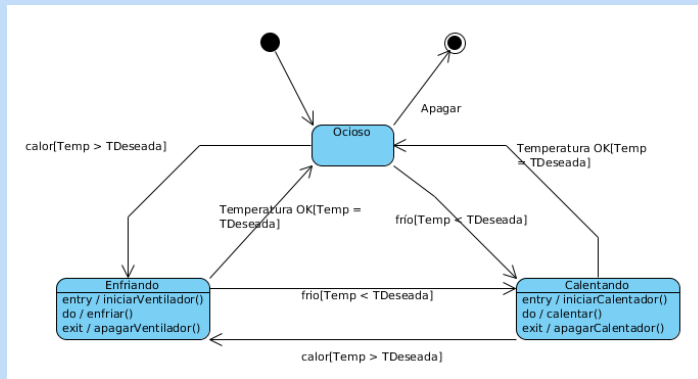 Apagar
Ocioso
calor[Temp > TDeseada]
Temperatura OK[Temp
= TDeseada]
Temperatura OK[Temp =
TDeseada]
frío[Temp < TDeseada]
Enfriando
entry / iniciarVentilador()
do / enfriar()
exit / apagarVentilador()
frio[Temp < TDeseada]
Calentando
entry / iniciarCalentador()
do / calentar()
exit / apagarCalentador()
calor[Temp > TDeseada]